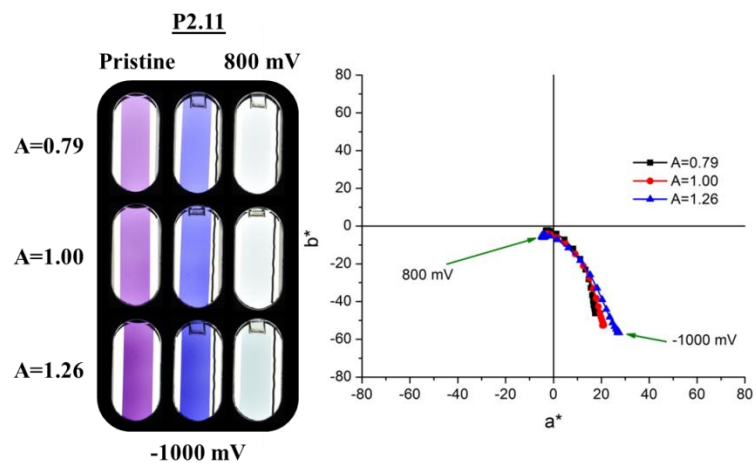 P2.11
Pristine 800 mV
A=0.79
A=1.00
A=1.26
-1000 mV
80
60
40
20
0
-20
-40
-60
-80
b*
A=0.79
A=1.00
A=1.26
800 mV
-1000 mV
-80 -60 -40 -20 0 20 40 60 80
a*